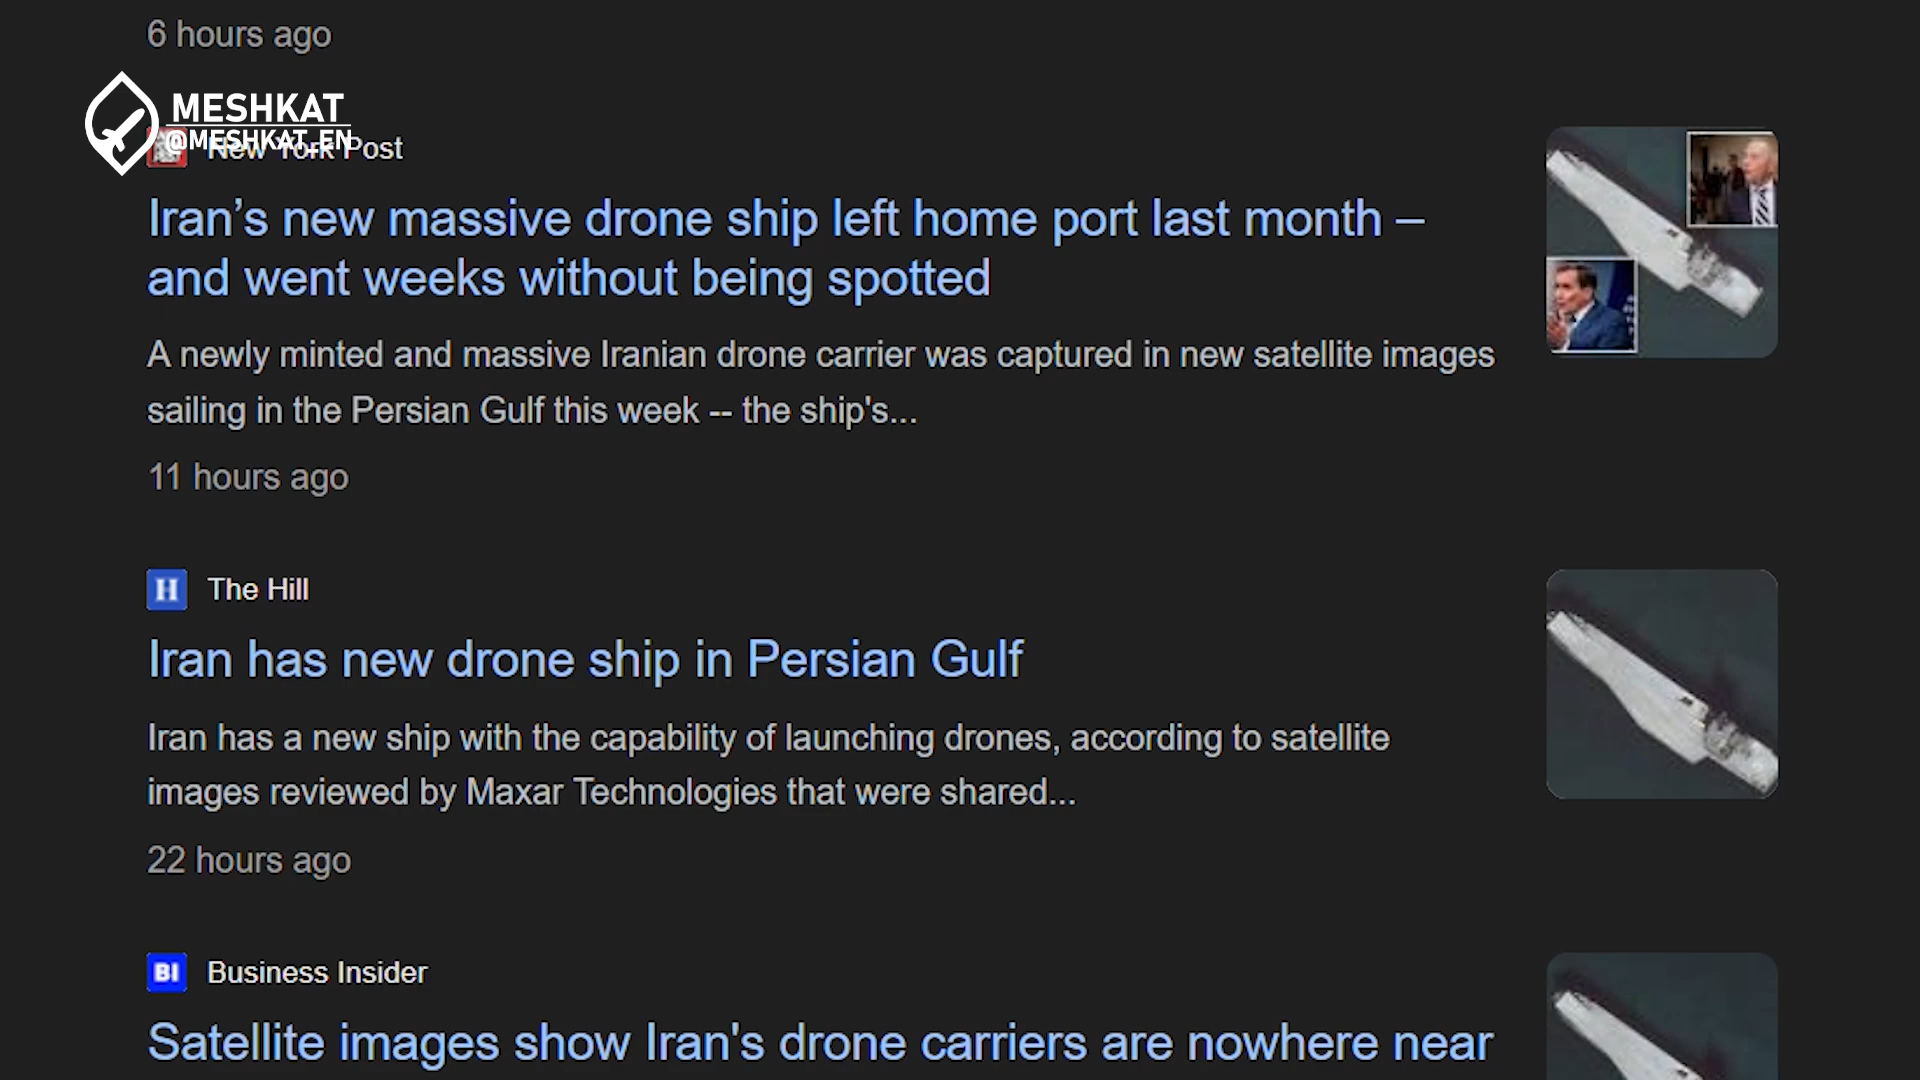 6 hours ago
MESHKAT
@MESHKAT_EN
New York Post
Iran’s new massive drone ship left home port last month –
and went weeks without being spotted
A newly minted and massive Iranian drone carrier was captured in new satellite images
sailing in the Persian Gulf this week -- the ship's...
11 hours ago
H The Hill
Iran has new drone ship in Persian Gulf
Iran has a new ship with the capability of launching drones, according to satellite
images reviewed by Maxar Technologies that were shared...
22 hours ago
BI Business Insider
Satellite images show Iran's drone carriers are nowhere near